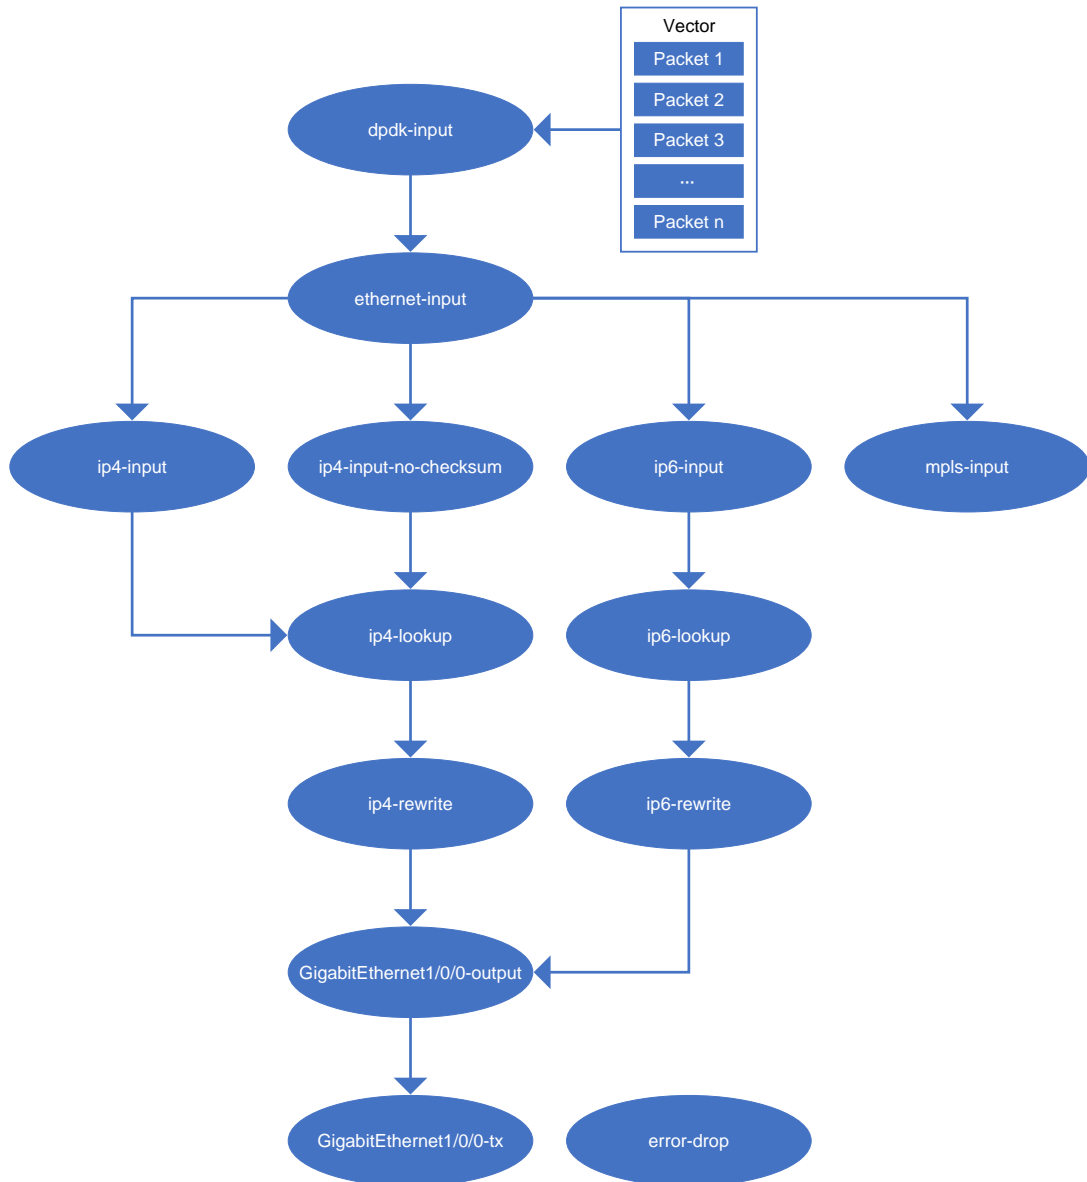 Vector
Packet 1
Packet 2
Packet 3
...
Packet n
dpdk-input
ethernet-input
ip4-input
ip4-input-no-checksum
ip6-input
mpls-input
ip4-lookup
ip6-lookup
ip4-rewrite
ip6-rewrite
GigabitEthernet1/0/0-output
GigabitEthernet1/0/0-tx
error-drop